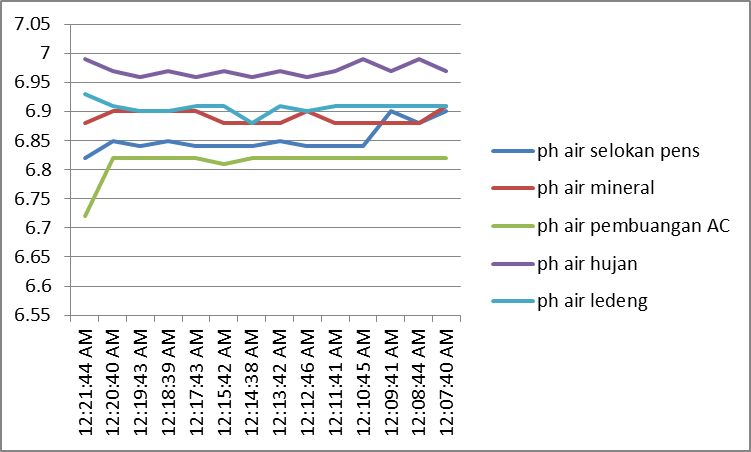 7.05
7
6.95
6.9
6.85
6.8
6.75
6.7
6.65
6.6
6.55
12:21:44 AM
12:20:40 AM
12:19:43 AM
12:18:39 AM
12:17:43 AM
12:15:42 AM
12:14:38 AM
12:13:42 AM
12:12:46 AM
12:11:41 AM
12:10:45 AM
12:09:41 AM
12:08:44 AM
12:07:40 AM
ph air selokan pens
ph air mineral
ph air pembuangan AC
ph air hujan
ph air ledeng